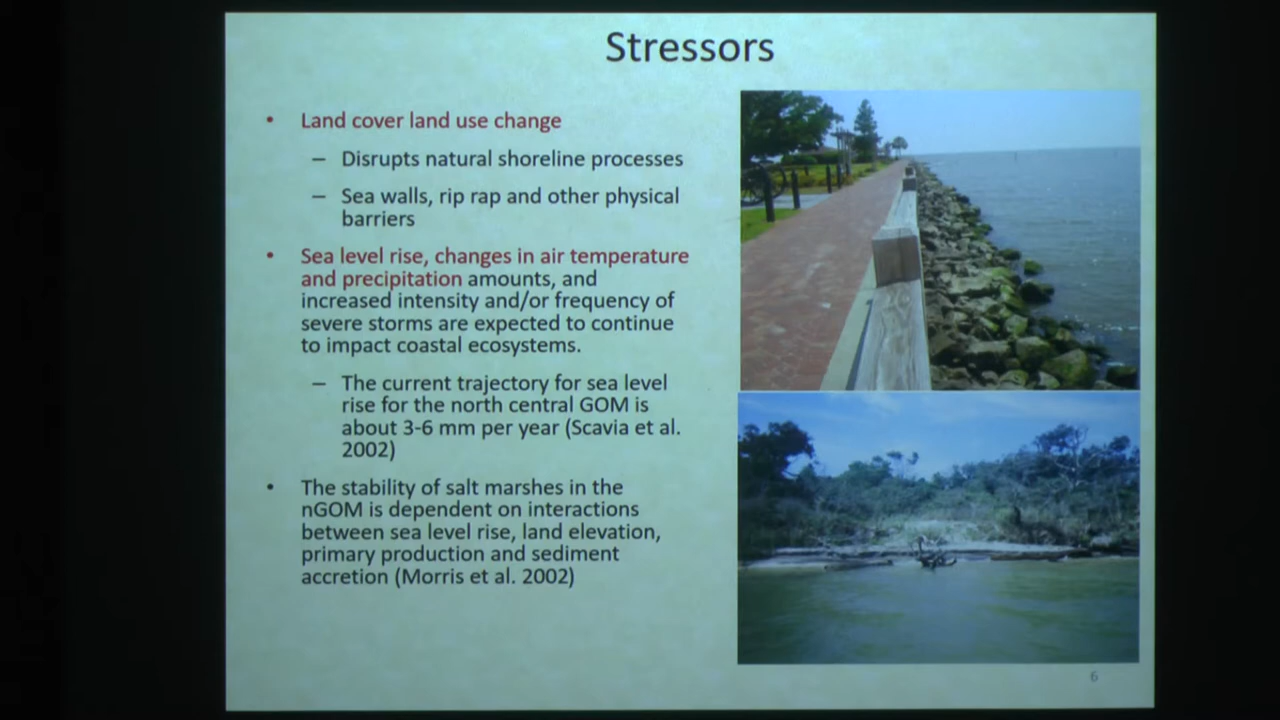 Stressors
• Land cover land use change
– Disrupts natural shoreline processes
– Sea walls, rip rap and other physical
barriers
• Sea level rise, changes in air temperature
and precipitation amounts, and
increased intensity and/or frequency of
severe storms are expected to continue
to impact coastal ecosystems.
– The current trajectory for sea level
rise for the north central GOM is
about 3-6 mm per year (Scavia et al.
2002)
• The stability of salt marshes in the
nGOM is dependent on interactions
between sea level rise, land elevation,
primary production and sediment
accretion (Morris et al. 2002)
6